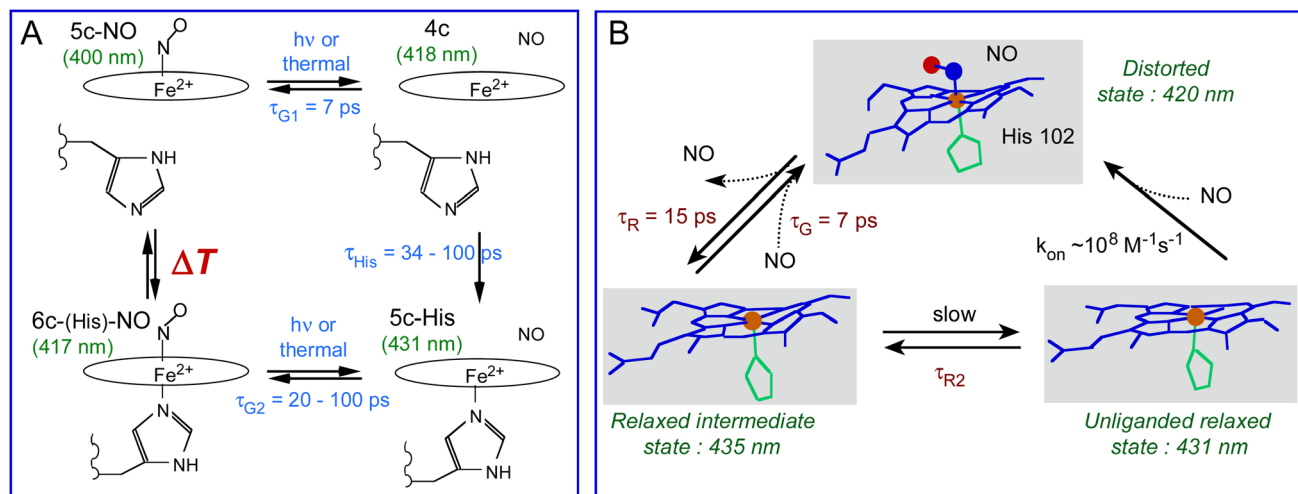 A
5c-NO
(400 nm)
O
N
Fe2+
hν or
thermal
τG1 = 7 ps
4c
(418 nm)
NO
Fe2+
NH
N
NH
N
ΔT
τHis = 34 - 100 ps
6c-(His)-NO
(417 nm)
O
N
Fe2+
N
NH
hν or
thermal
τG2 = 20 - 100 ps
5c-His
(431 nm)
NO
Fe2+
N
NH
B
NO
His 102
Distorted
state : 420 nm
NO
τR = 15 ps
τG = 7 ps
NO
NO
kon ~10⁸ M⁻¹s⁻¹
slow
τR2
Relaxed intermediate
state : 435 nm
Unliganded relaxed
state : 431 nm